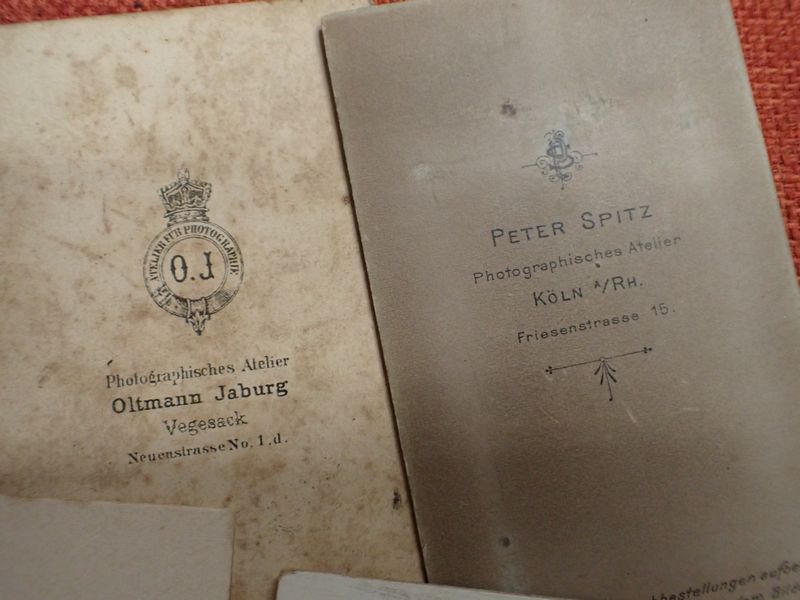 ATELIER FÜR PHOTOGRAPHIE
O.J
Photographisches Atelier
Oltmann Jaburg
Vegesack
Neuenstrasse No. 1.d.
PETER SPITZ
Photographisches Atelier
KÖLN A/RH.
Friesenstrasse 15.